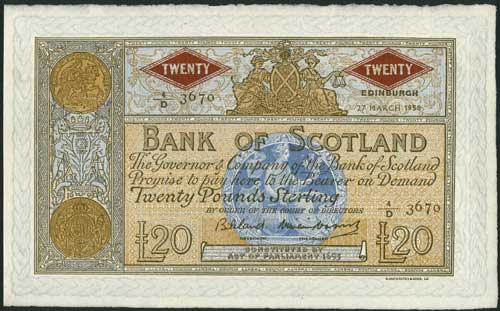 TWENTY TWENTY
4/D 3670 EDINBURGH
27 MARCH 1958
BANK OF SCOTLAND
The Governor & Company of the Bank of Scotland
Promise to pay here to the Bearer on Demand
Twenty Pounds Sterling
BY ORDER OF THE COURT OF DIRECTORS
4/D 3670
£20 £20
CONSTITUTED BY
ACT OF PARLIAMENT 1695